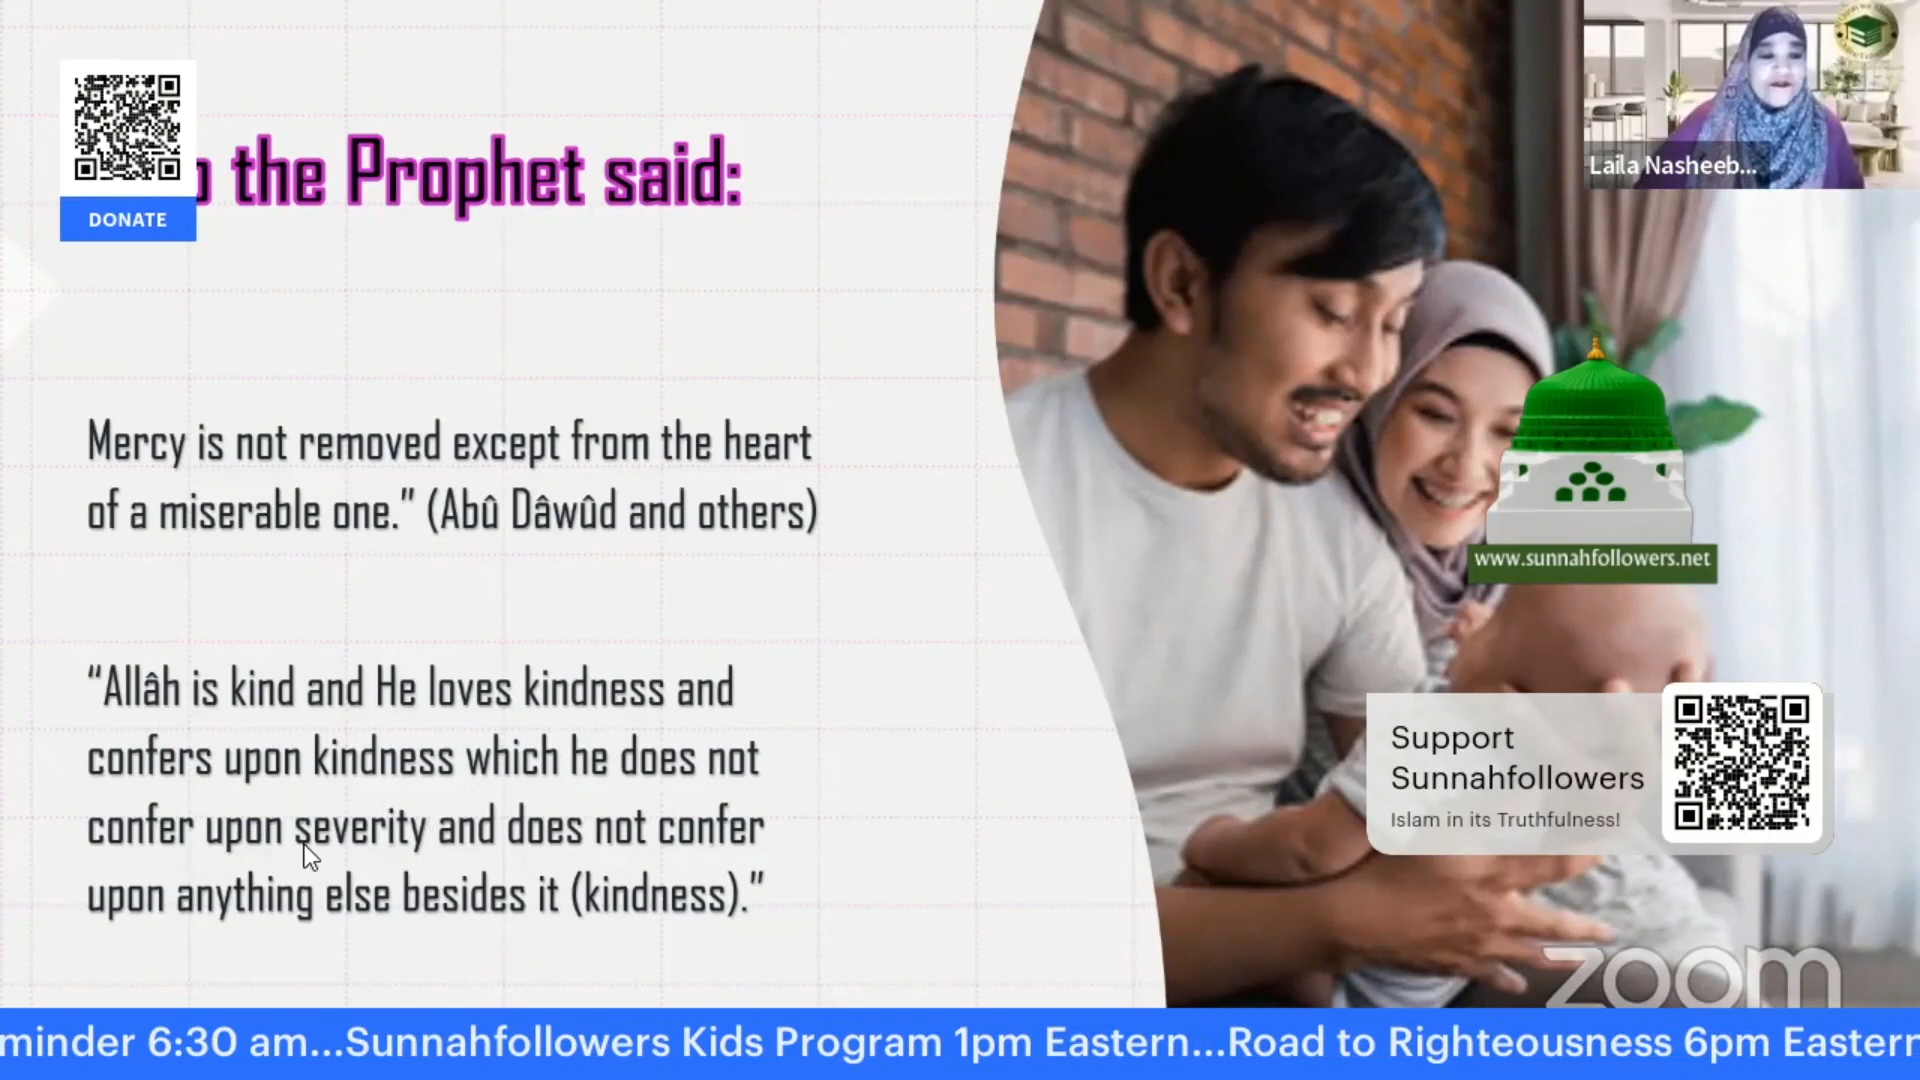 the Prophet said:
DONATE
Mercy is not removed except from the heart
of a miserable one.” (Abû Dâwûd and others)
“Allâh is kind and He loves kindness and
confers upon kindness which he does not
confer upon severity and does not confer
upon anything else besides it (kindness).”
Laila Nasheeb...
www.sunnahfollowers.net
Support
Sunnahfollowers
Islam in its Truthfulness!
zoom
minder 6:30 am...Sunnahfollowers Kids Program 1pm Eastern...Road to Righteousness 6pm Eastern